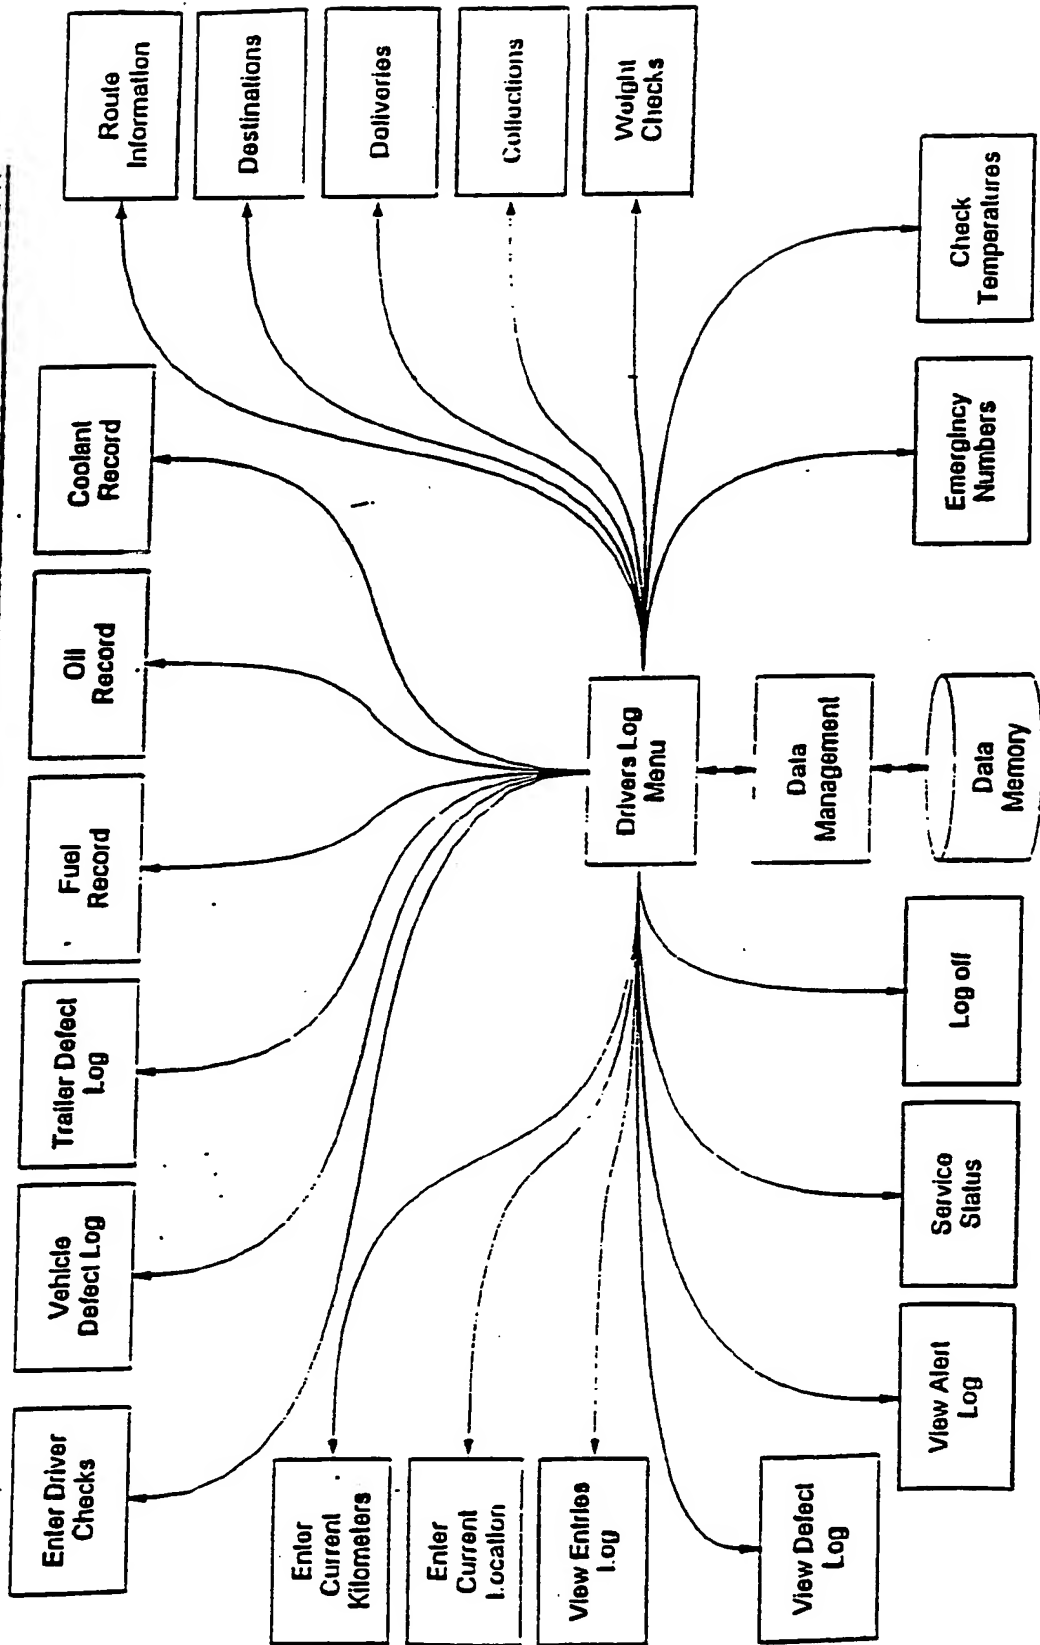 Enter Driver
Checks
Vehicle
Defect Log
Trailer Defect
Log
Fuel
Record
Oil
Record
Coolant
Record
Route
Information
Destinations
Deliveries
Collections
Weight
Checks
Enter
Current
Kilometers
Enter
Current
Location
View Entries
Log
View Defect
Log
View Alert
Log
Service
Status
Log off
Drivers Log
Menu
Data
Management
Data
Memory
Emergincy
Numbers
Check
Temperatures